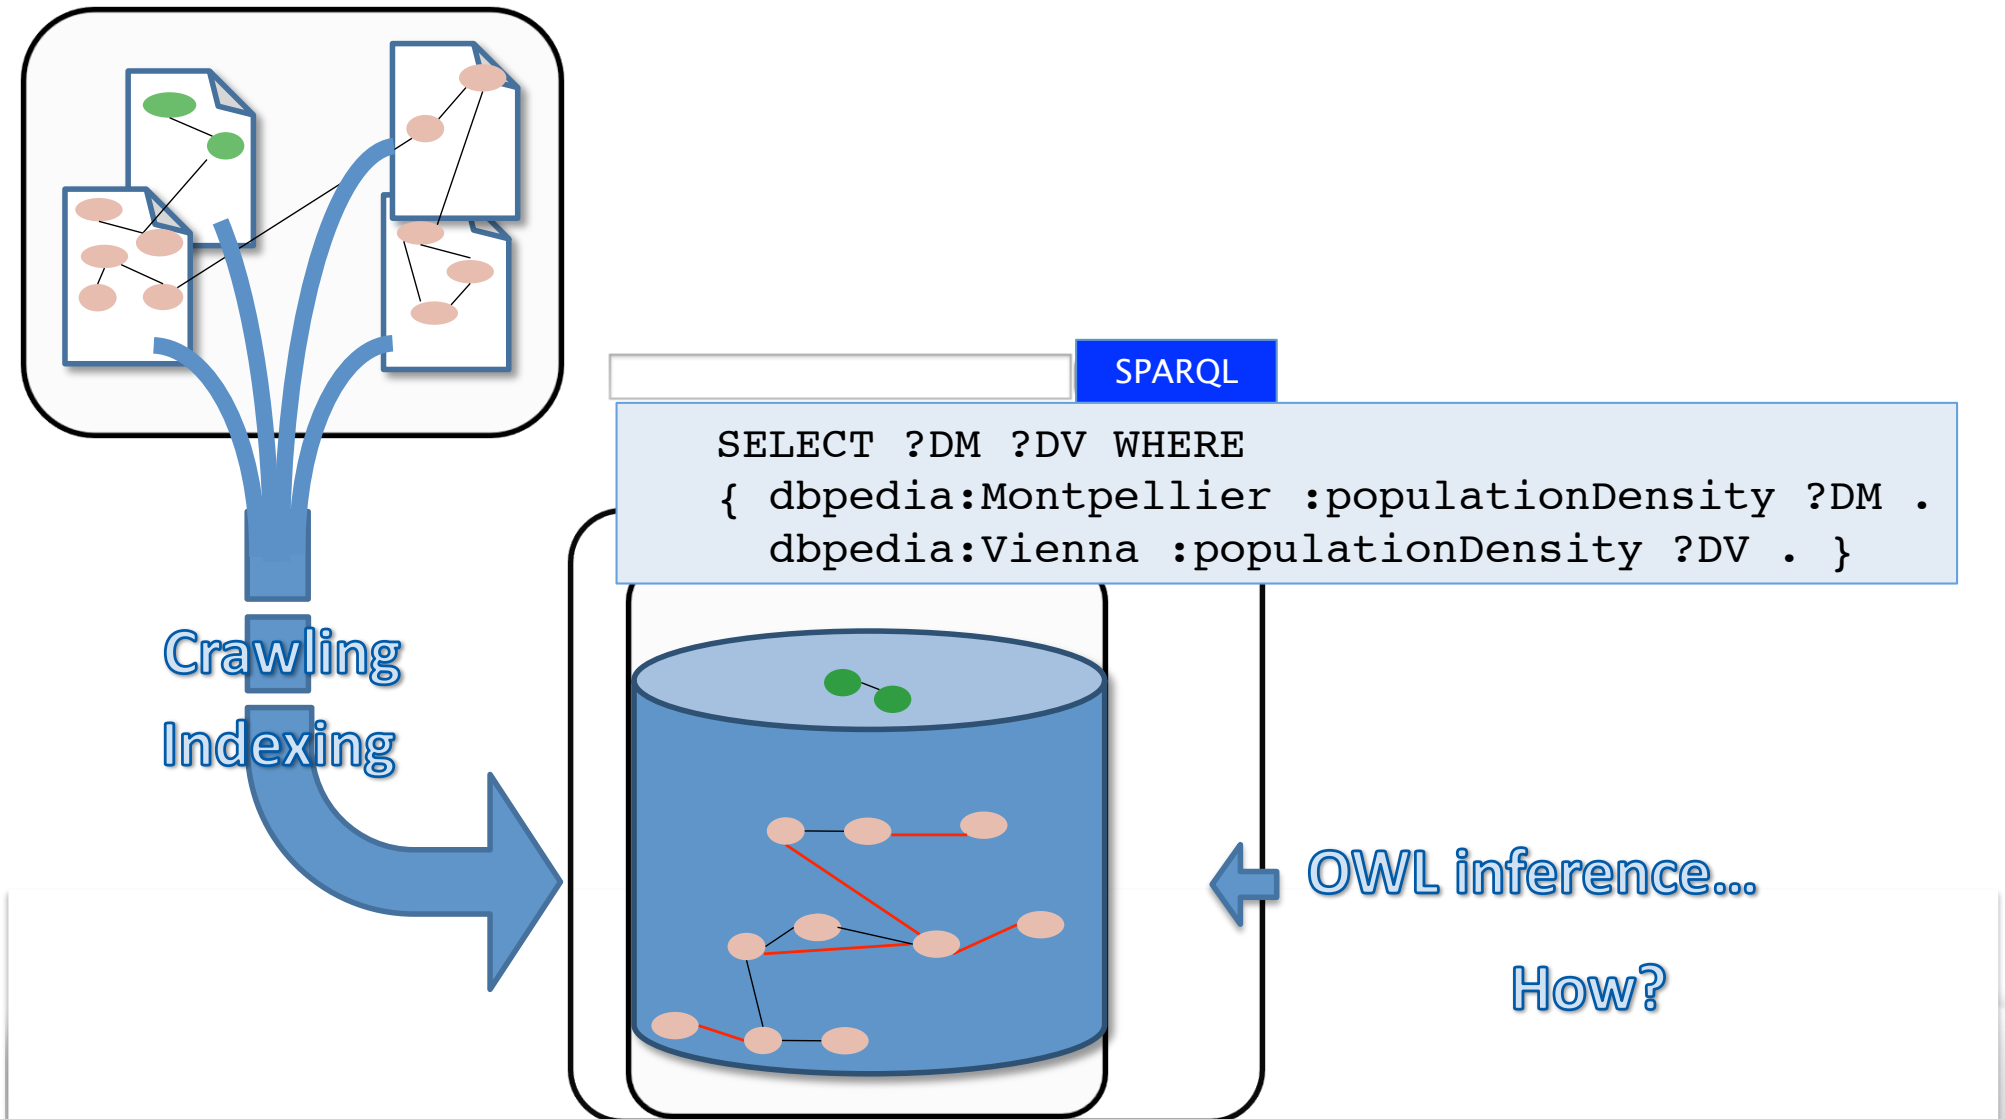 SPARQL
SELECT ?DM ?DV WHERE
{ dbpedia:Montpellier :populationDensity ?DM .
dbpedia:Vienna :populationDensity ?DV . }
Crawling
Indexing
OWL inference…
How?